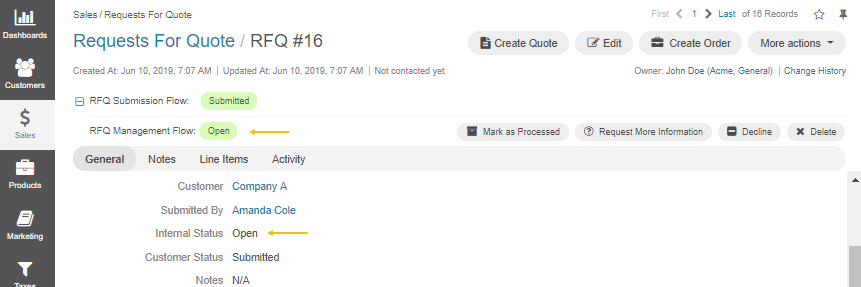 Dashboards
Customers
Sales
Products
Marketing
Taxes
Sales / Requests For Quote
First 1 Last of 16 Records
Requests For Quote / RFQ #16
Create Quote Edit Create Order More actions
Created At: Jun 10, 2019, 7:07 AM | Updated At: Jun 10, 2019, 7:07 AM | Not contacted yet
Owner: John Doe (Acme, General) | Change History
RFQ Submission Flow: Submitted
RFQ Management Flow: Open
Mark as Processed Request More Information Decline Delete
General Notes Line Items Activity
Customer Company A
Submitted By Amanda Cole
Internal Status Open
Customer Status Submitted
Notes N/A